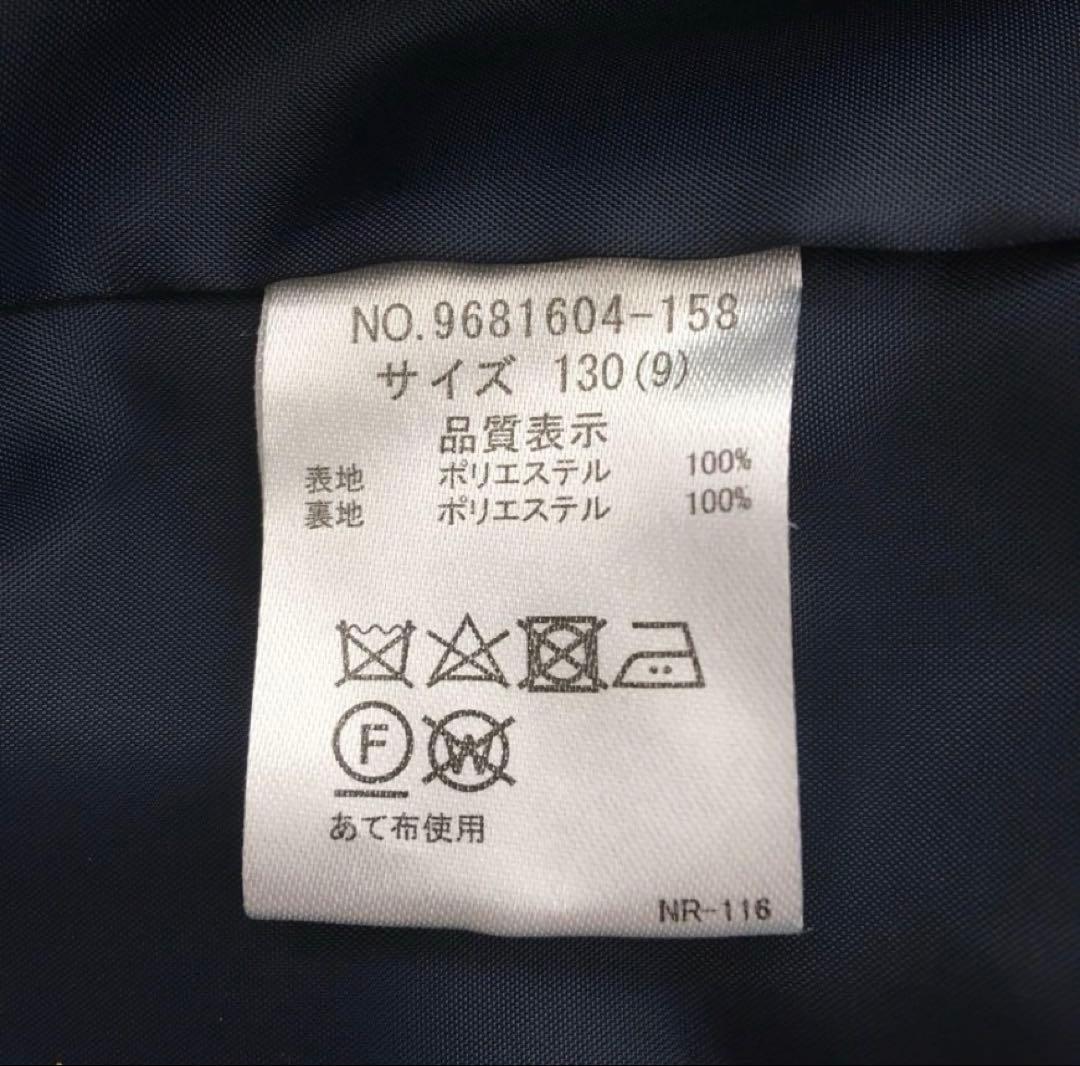 NO.9681604-158
サイズ 130(9)
品質表示
表地 ポリエステル 100%
裏地 ポリエステル 100%
F W
あて布使用
NR-116